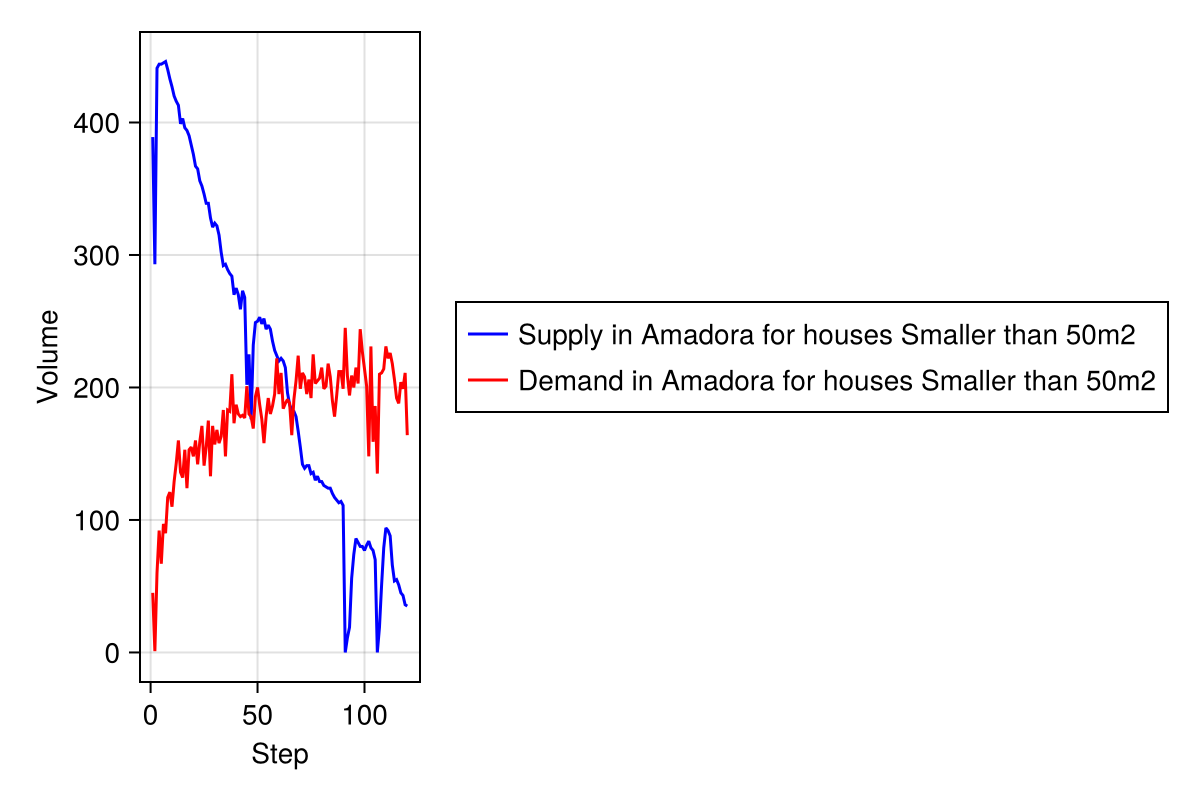 400
300
200
100
0
Volume
0 50 100
Step
Supply in Amadora for houses Smaller than 50m2
Demand in Amadora for houses Smaller than 50m2